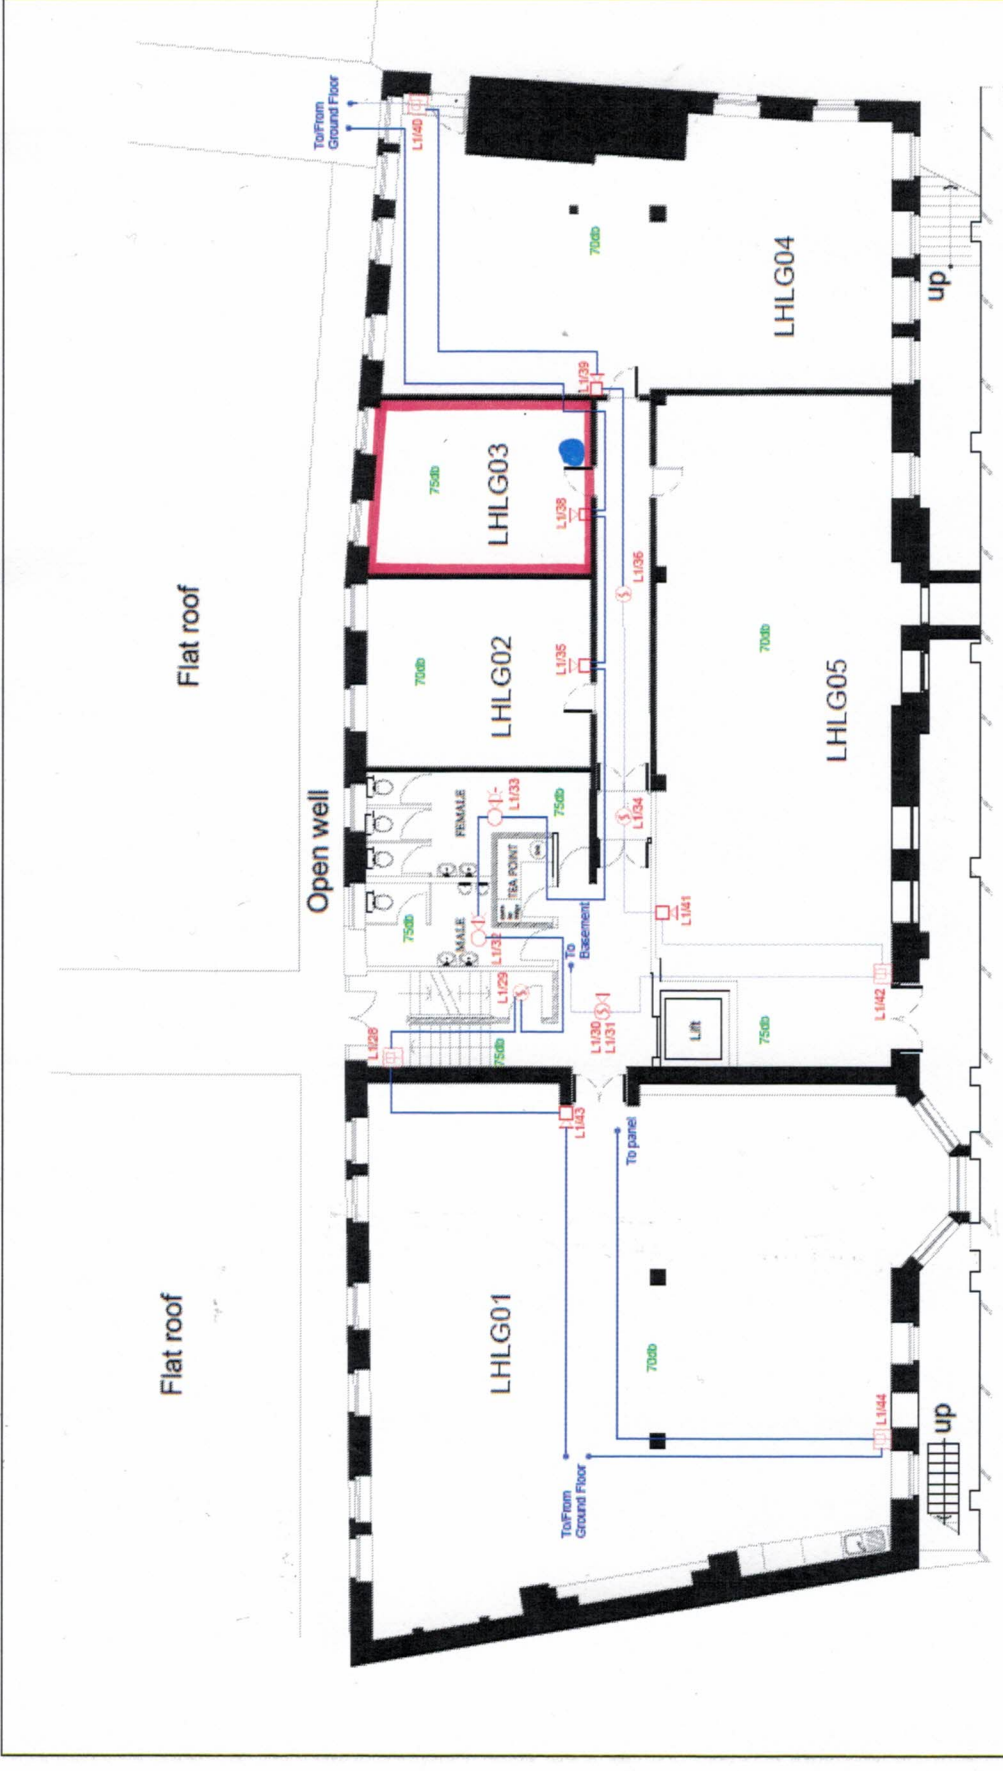 Flat roof
Flat roof
Open well
To/From
Ground Floor
L1/40
70db
LHLG04
up
L1/39
75db
LHLG03
L1/38
L1/36
70db
LHLG02
L1/35
70db
LHLG05
FEMALE
L1/33
75db
L1/34
TEA POINT
MALE
75db
L1/32
To
Basement
L1/41
L1/29
L1/28
75db
L1/30
L1/31
Lift
75db
L1/42
L1/43
To panel
LHLG01
70db
To/From
Ground Floor
L1/44
up